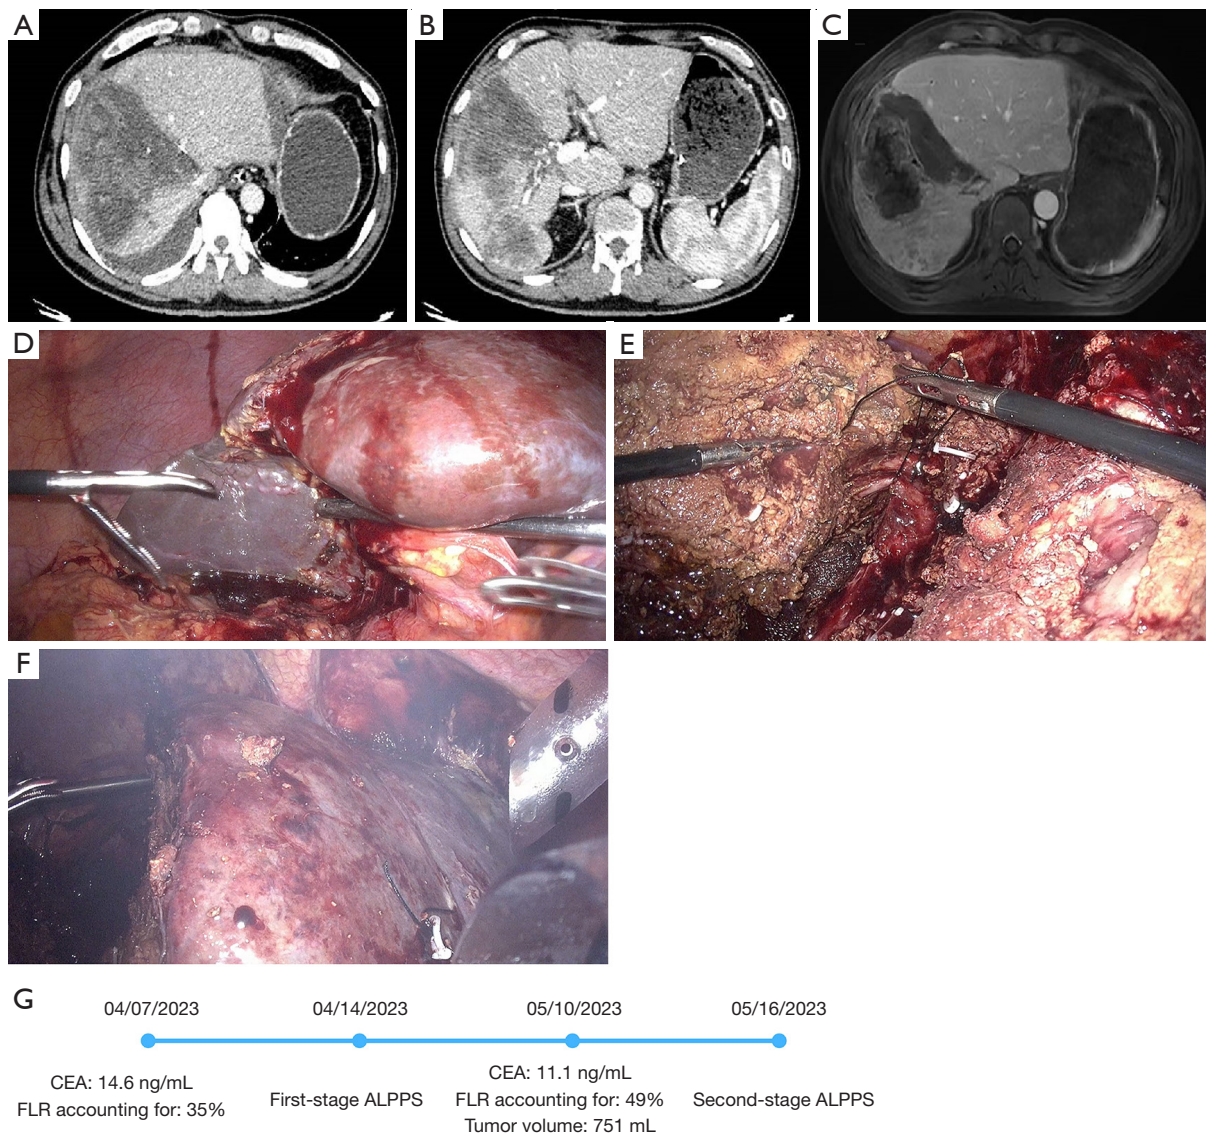 A
B
C
D
E
F
G
04/07/2023
04/14/2023
05/10/2023
05/16/2023
CEA: 14.6 ng/mL
FLR accounting for: 35%
First-stage ALPPS
CEA: 11.1 ng/mL
FLR accounting for: 49%
Tumor volume: 751 mL
Second-stage ALPPS